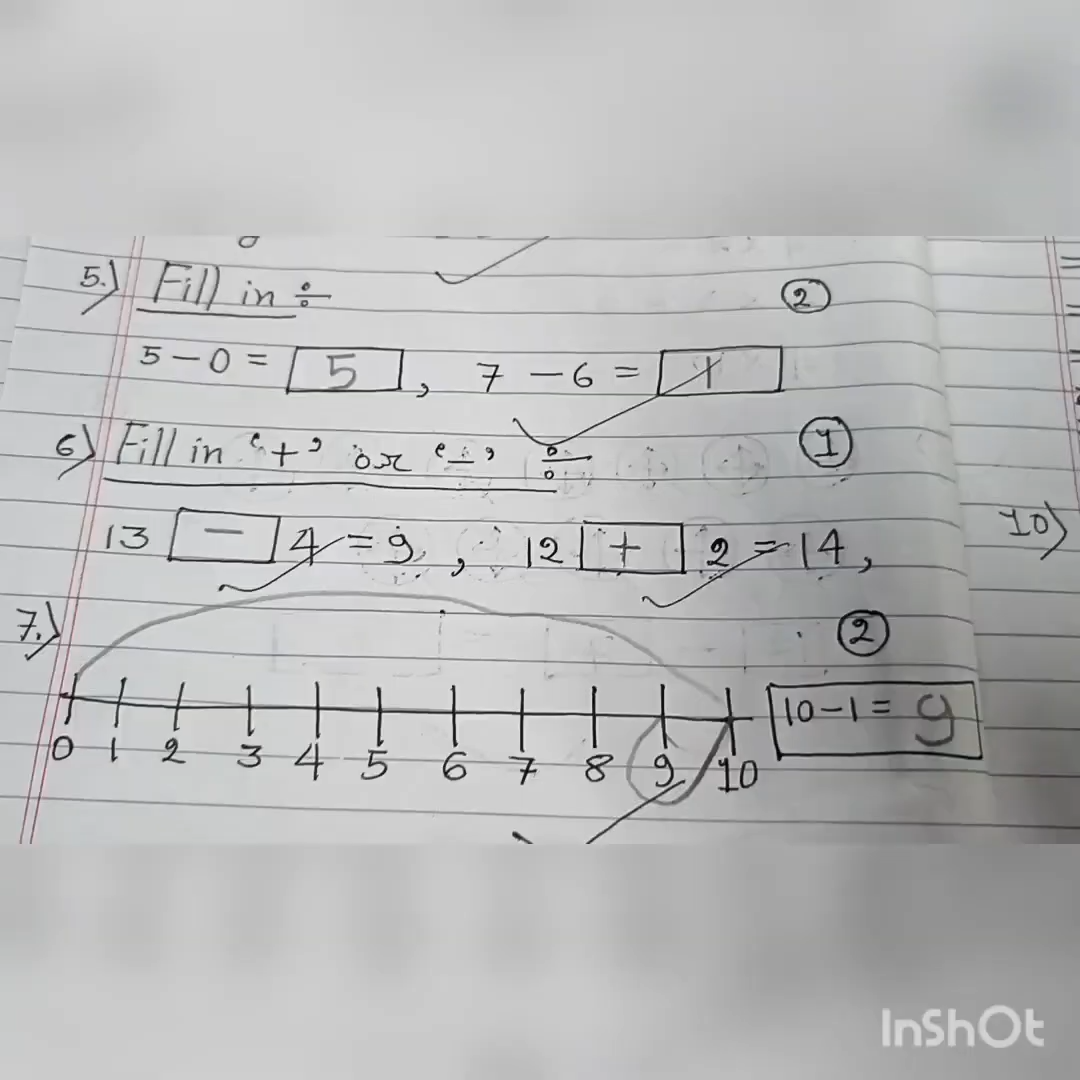 5.) Fill in ÷ 2
5 - 0 = 5, 7 - 6 = 1
6) Fill in '+' or '-' ÷ 1
13 - 4 = 9, 12 + 2 = 14,
10)
7.) 2
0 1 2 3 4 5 6 7 8 9 10 10 - 1 = 9
InShOt